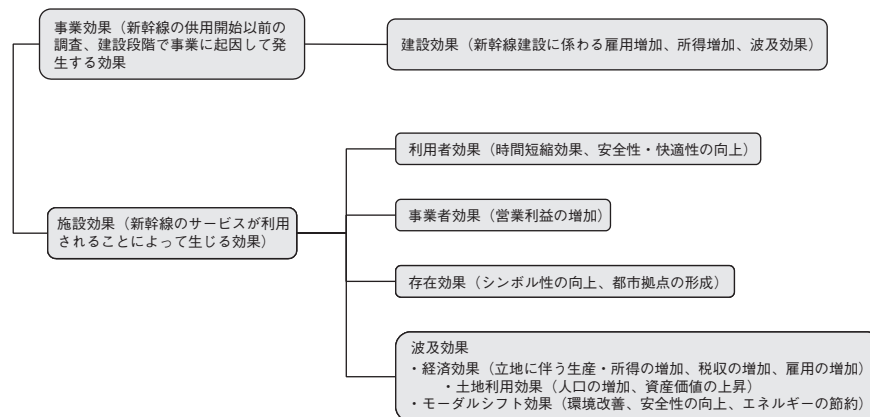 事業効果（新幹線の供用開始以前の
調査、建設段階で事業に起因して発
生する効果
建設効果（新幹線建設に係わる雇用増加、所得増加、波及効果）
利用者効果（時間短縮効果、安全性・快適性の向上）
事業者効果（営業利益の増加）
施設効果（新幹線のサービスが利用
されることによって生じる効果）
存在効果（シンボル性の向上、都市拠点の形成）
波及効果
・経済効果（立地に伴う生産・所得の増加、税収の増加、雇用の増加）
・土地利用効果（人口の増加、資産価値の上昇）
・モーダルシフト効果（環境改善、安全性の向上、エネルギーの節約）